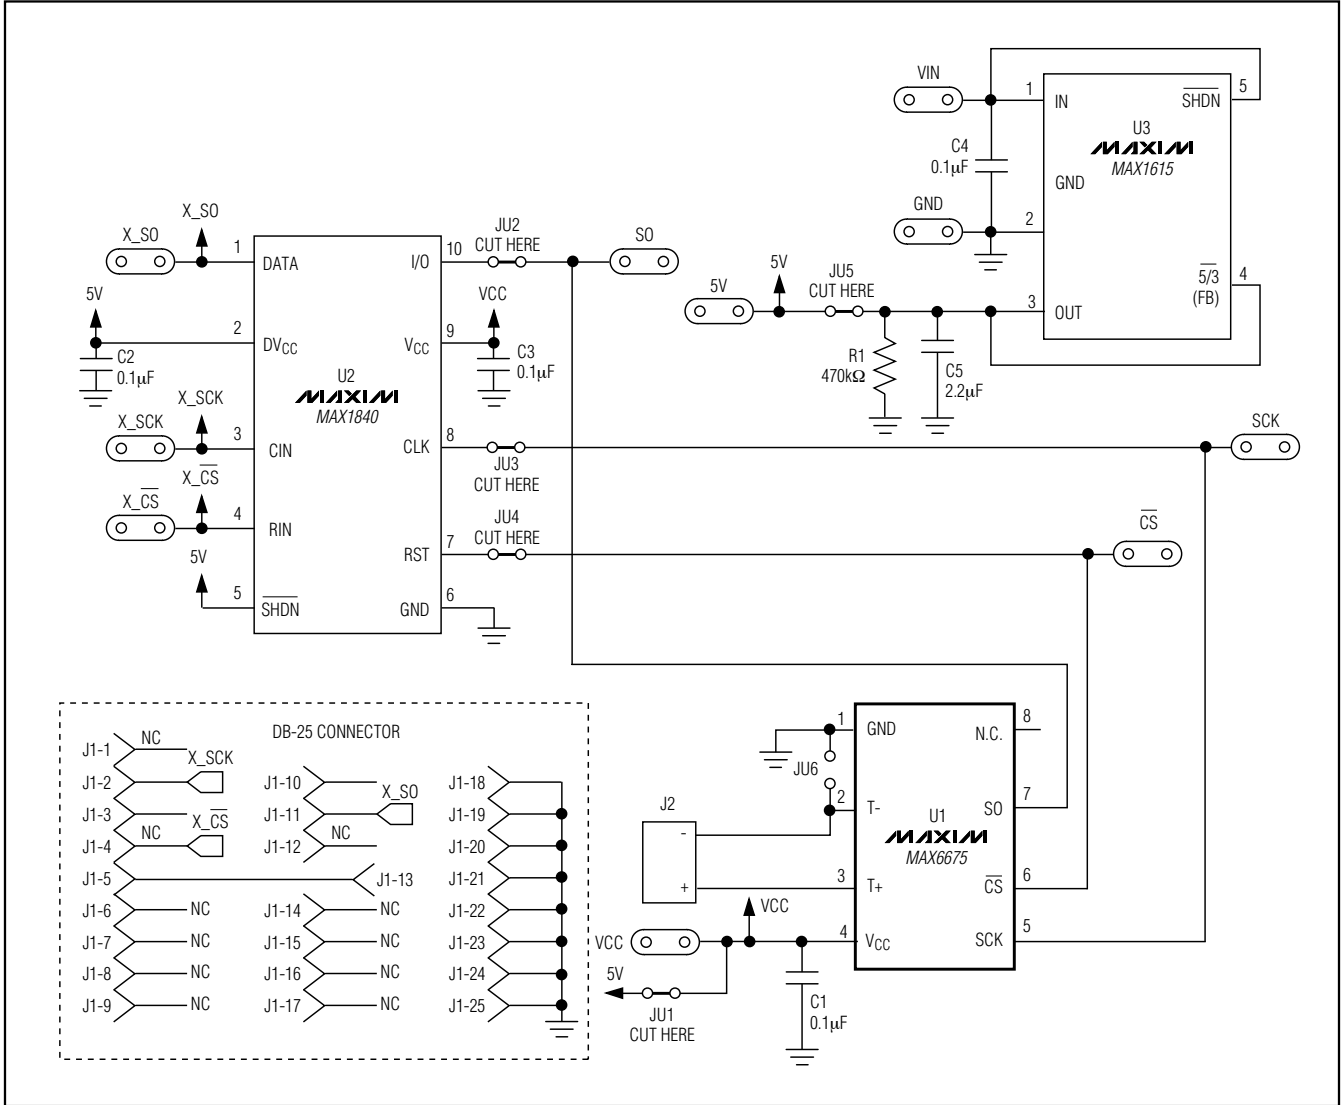 VIN
1
IN
SHDN
5
U3
MAXIM
MAX1615
C4
0.1µF
GND
GND
2
5/3
(FB)
4
5V
5V
JU5
CUT HERE
3
OUT
R1
470kΩ
C5
2.2µF
X_SO
X_SO
1
DATA
I/O
10
JU2
CUT HERE
SO
5V
2
DVCC
C2
0.1µF
VCC
9
VCC
C3
0.1µF
U2
MAXIM
MAX1840
X_SCK
X_SCK
3
CIN
CLK
8
JU3
CUT HERE
SCK
X_CS
X_CS
4
RIN
RST
7
JU4
CUT HERE
CS
5V
5
SHDN
GND
6
DB-25 CONNECTOR
J1-1
NC
J1-2
X_SCK
J1-3
J1-4
NC
X_CS
J1-5
J1-6
NC
J1-7
NC
J1-8
NC
J1-9
NC
J1-10
J1-11
X_SO
J1-12
NC
J1-13
J1-14
NC
J1-15
NC
J1-16
NC
J1-17
NC
J1-18
J1-19
J1-20
J1-21
J1-22
J1-23
J1-24
J1-25
1
GND
N.C.
8
JU6
2
T-
SO
7
J2
-
+
U1
MAXIM
MAX6675
3
T+
CS
6
VCC
VCC
4
VCC
SCK
5
5V
JU1
CUT HERE
C1
0.1µF